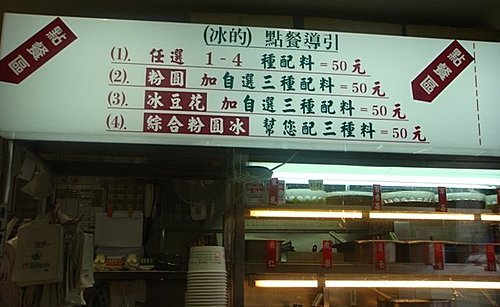 點餐區
(冰的) 點餐導引
點餐區
(1). 任選 1-4 種配料=50元
(2) 粉圓 加自選三種配料=50元
(3) 冰豆花 加自選三種配料=50元
(4). 綜合粉圓冰 幫您配三種料=50元